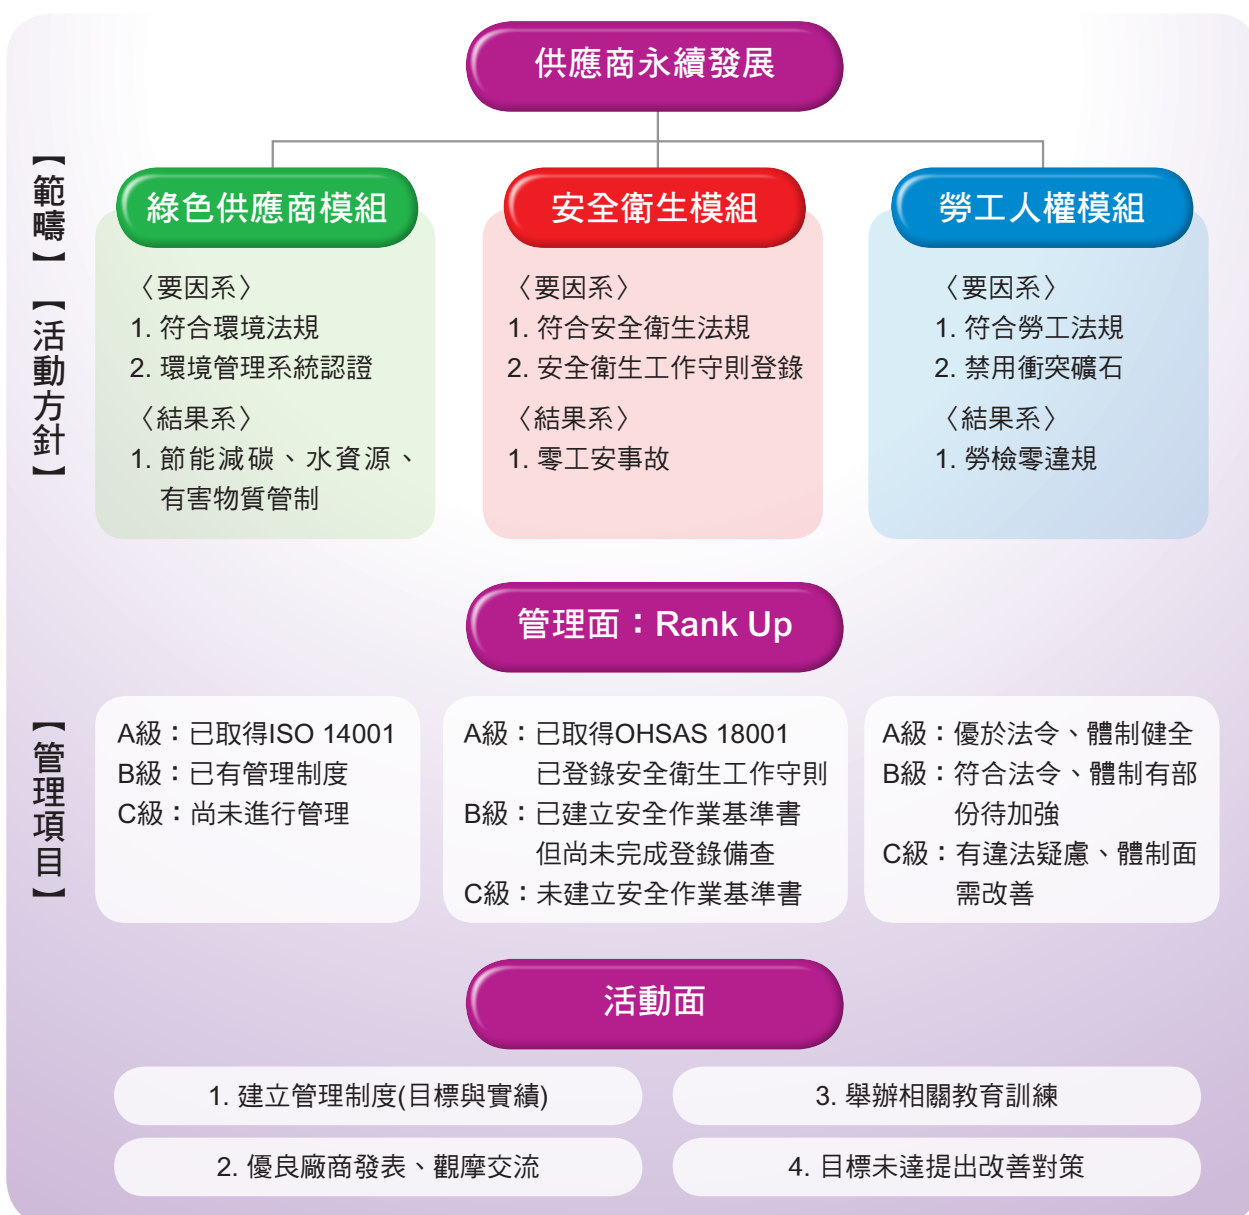 供應商永續發展
【範疇】
【活動方針】
綠色供應商模組
〈要因系〉
1. 符合環境法規
2. 環境管理系統認證
〈結果系〉
1. 節能減碳、水資源、
有害物質管制
安全衛生模組
〈要因系〉
1. 符合安全衛生法規
2. 安全衛生工作守則登錄
〈結果系〉
1. 零工安事故
勞工人權模組
〈要因系〉
1. 符合勞工法規
2. 禁用衝突礦石
〈結果系〉
1. 勞檢零違規
管理面：Rank Up
【管理項目】
A級：已取得ISO 14001
B級：已有管理制度
C級：尚未進行管理
A級：已取得OHSAS 18001
已登錄安全衛生工作守則
B級：已建立安全作業基準書
但尚未完成登錄備查
C級：未建立安全作業基準書
A級：優於法令、體制健全
B級：符合法令、體制有部
份待加強
C級：有違法疑慮、體制面
需改善
活動面
1. 建立管理制度(目標與實績)
2. 優良廠商發表、觀摩交流
3. 舉辦相關教育訓練
4. 目標未達提出改善對策